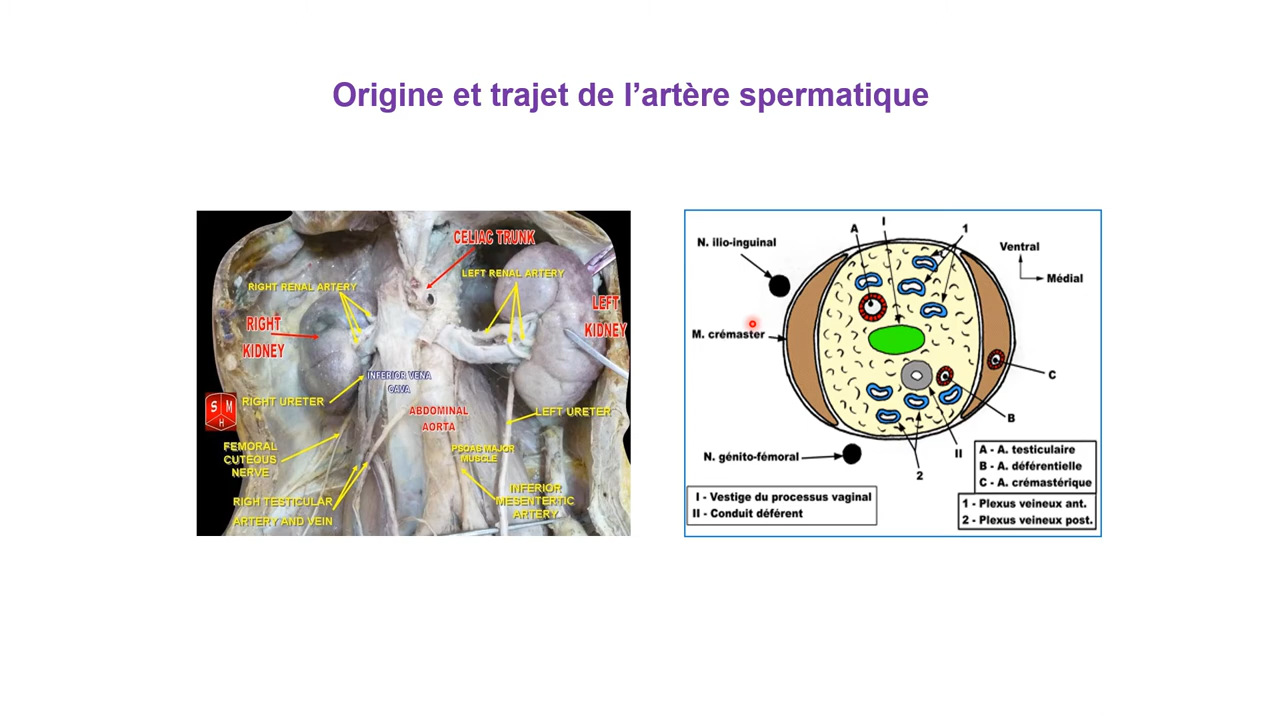 Origine et trajet de l’artère spermatique
CELIAC TRUNK
LEFT RENAL ARTERY
RIGHT RENAL ARTERY
LEFT
KIDNEY
RIGHT
KIDNEY
INFERIOR VENA
CAVA
RIGHT URETER
ABDOMINAL
AORTA
LEFT URETER
FEMORAL
CUTEOUS
NERVE
PSOAS MAJOR
MUSCLE
RIGH TESTICULAR
ARTERY AND VEIN
INFERIOR
MESENTERTIC
ARTERY
S M
H
I
A
1
N. ilio-inguinal
Ventral
Médial
M. crémaster
C
B
II
N. génito-fémoral
2
A - A. testiculaire
B - A. déférentielle
C - A. crémastérique
I - Vestige du processus vaginal
II - Conduit déférent
1 - Plexus veineux ant.
2 - Plexus veineux post.